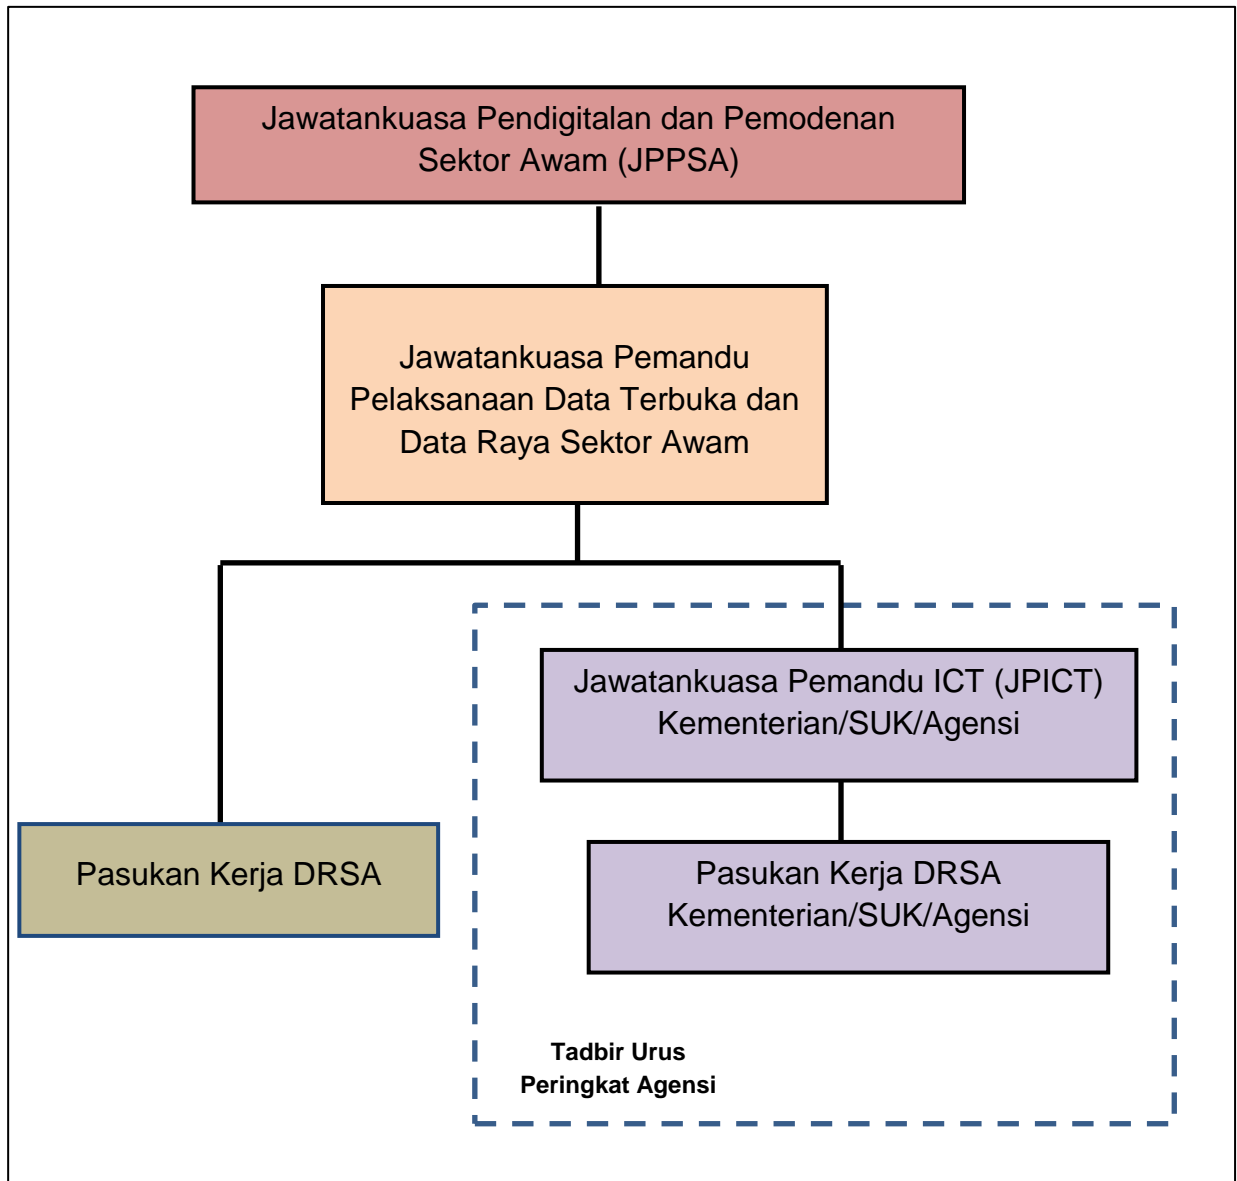 Jawatankuasa Pendigitalan dan Pemodenan
Sektor Awam (JPPSA)
Jawatankuasa Pemandu
Pelaksanaan Data Terbuka dan
Data Raya Sektor Awam
Jawatankuasa Pemandu ICT (JPICT)
Kementerian/SUK/Agensi
Pasukan Kerja DRSA
Pasukan Kerja DRSA
Kementerian/SUK/Agensi
Tadbir Urus
Peringkat Agensi